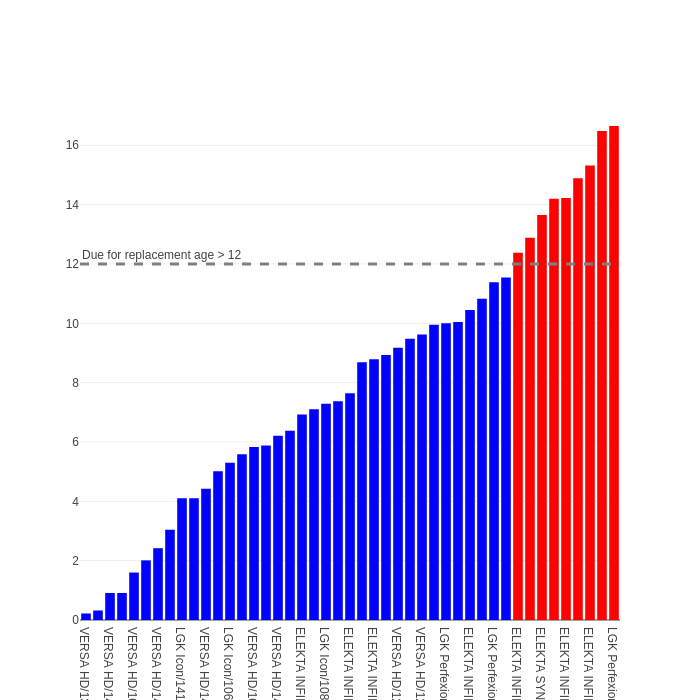 16
14
Due for replacement age > 12
12
10
8
6
4
2
0
VERSA HD/1
VERSA HD/1
VERSA HD/1
VERSA HD/1
LGK Icon/141
VERSA HD/1
LGK Icon/106
VERSA HD/1
VERSA HD/1
ELEKTA INFI
LGK Icon/108
ELEKTA INFI
ELEKTA INFI
VERSA HD/1
VERSA HD/1
LGK Perfexio
ELEKTA INFI
LGK Perfexio
ELEKTA INFI
ELEKTA SYN
ELEKTA INFI
ELEKTA INFI
LGK Perfexio